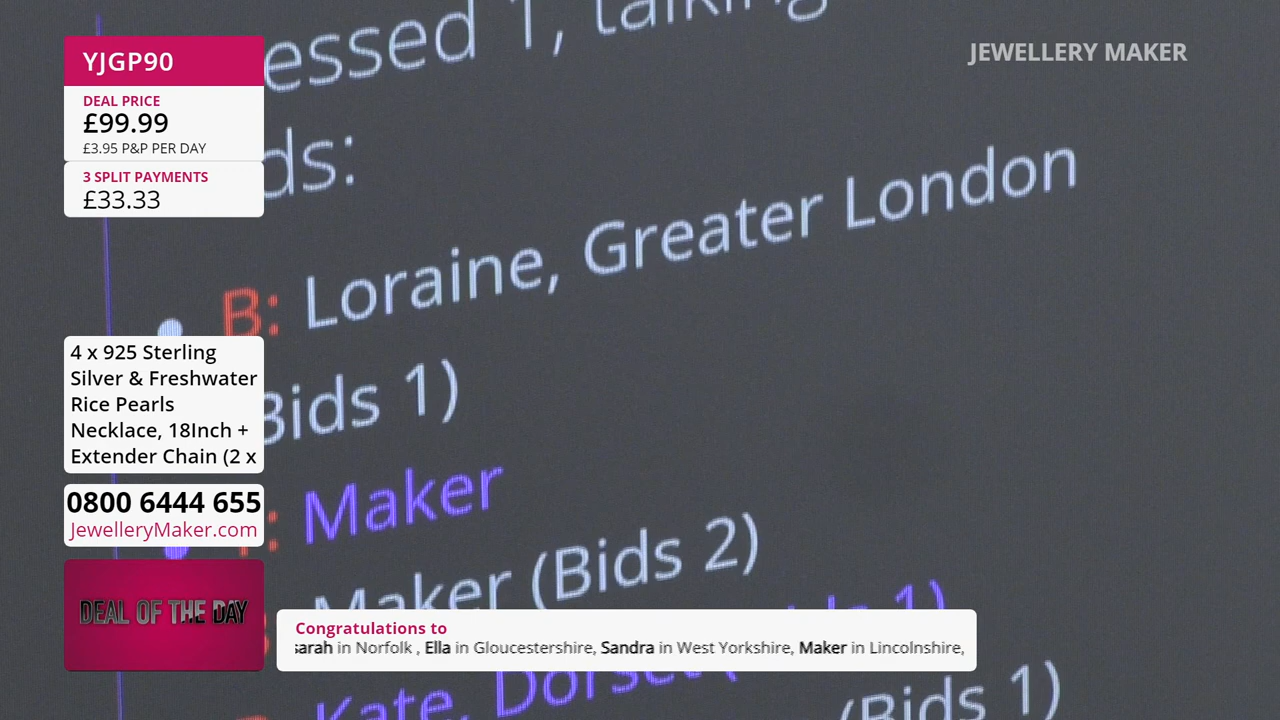 YJGP90
DEAL PRICE
£99.99
£3.95 P&P PER DAY
3 SPLIT PAYMENTS
£33.33
JEWELLERY MAKER
essed 1, talking
ds:
B: Loraine, Greater London
Bids 1)
Maker
Maker (Bids 2)
Kate, Dorset
(Bids 1)
4 x 925 Sterling
Silver & Freshwater
Rice Pearls
Necklace, 18Inch +
Extender Chain (2 x
0800 6444 655
JewelleryMaker.com
DEAL OF THE DAY
Congratulations to
sarah in Norfolk , Ella in Gloucestershire, Sandra in West Yorkshire, Maker in Lincolnshire,